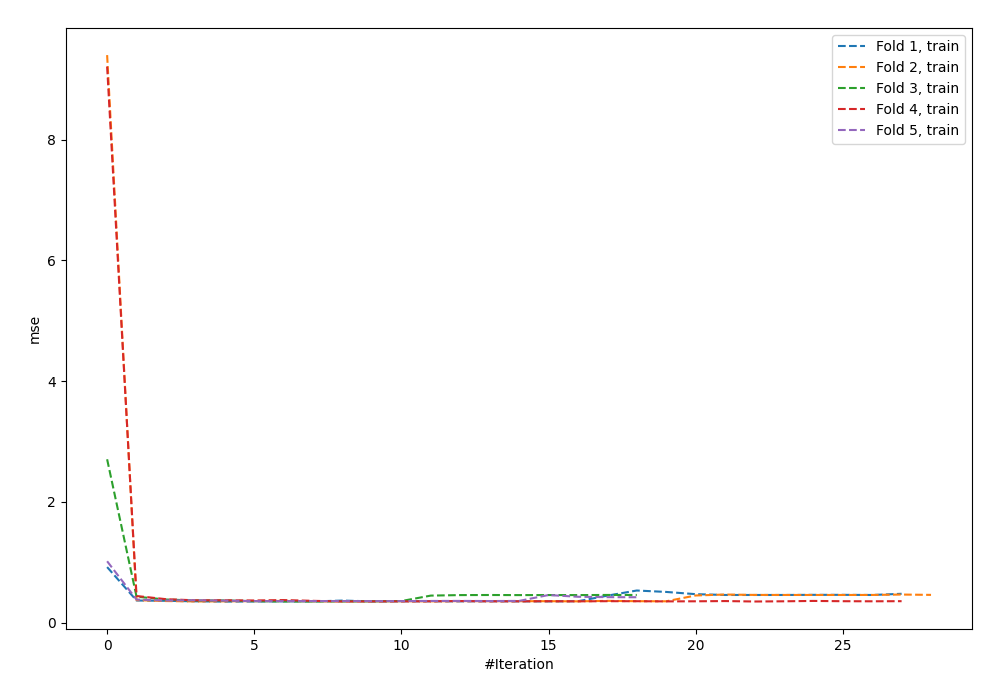 Fold 1, train
Fold 2, train
Fold 3, train
Fold 4, train
Fold 5, train
mse
8
6
4
2
0
0 5 10 15 20 25
#Iteration